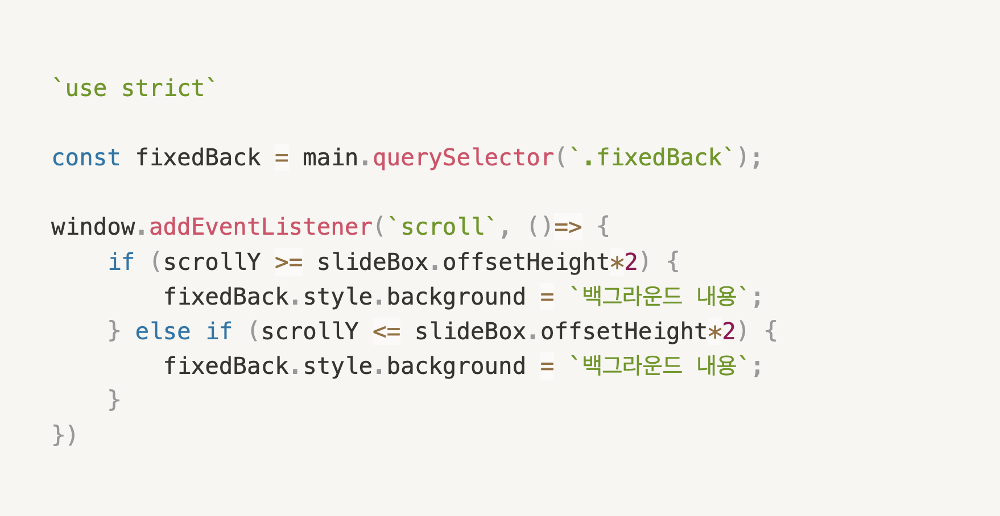 `use strict`
const fixedBack = main.querySelector(`.fixedBack`);
window.addEventListener(`scroll`, ()=> {
    if (scrollY >= slideBox.offsetHeight*2) {
        fixedBack.style.background = `백그라운드 내용`;
    } else if (scrollY <= slideBox.offsetHeight*2) {
        fixedBack.style.background = `백그라운드 내용`;
    }
})